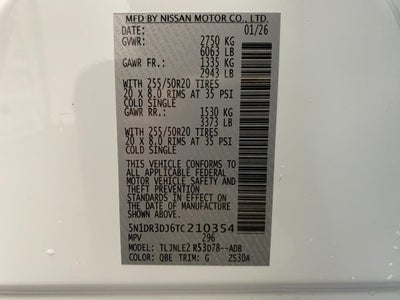 MFD BY NISSAN MOTOR CO., LTD.
DATE: 01/26
GVWR: 2750 KG
6063 LB
GAWR FR.: 1335 KG
2943 LB
WITH 255/50R20 TIRES
20 X 8.0 RIMS AT 35 PSI
COLD SINGLE
GAWR RR.: 1530 KG
3373 LB
WITH 255/50R20 TIRES
20 X 8.0 RIMS AT 35 PSI
COLD SINGLE
THIS VEHICLE CONFORMS TO
ALL APPLICABLE FEDERAL
MOTOR VEHICLE SAFETY AND
THEFT PREVENTION
STANDARDS IN EFFECT ON
THE DATE OF MANUFACTURE
SHOWN ABOVE.
5N1DR3DJ6TC210354
MPV 296
MODEL: TLJNLE2 R53D78--ADB
COLOR: QBE TRIM: G ZS30A